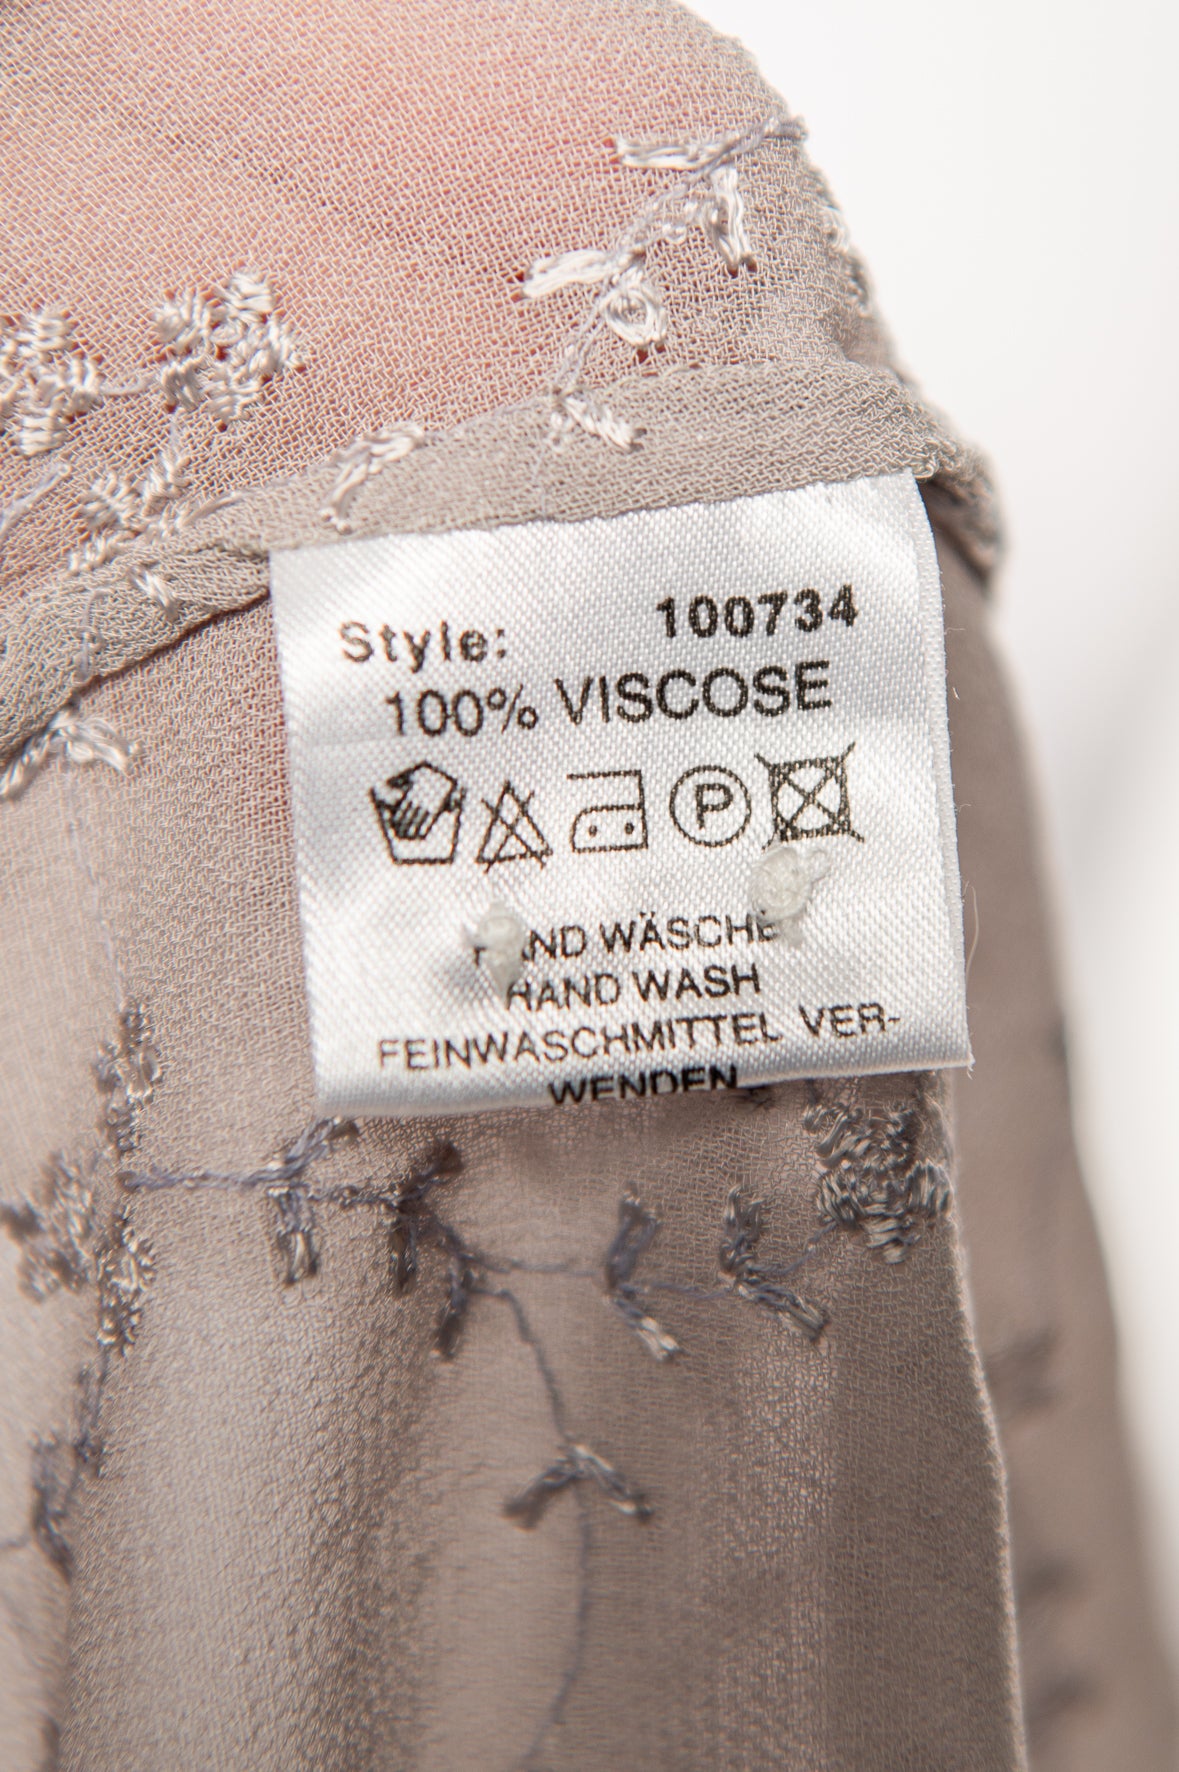 Style: 100734
100% VISCOSE
P
HAND WÄSCHE
HAND WASH
FEINWASCHMITTEL VER-
WENDEN